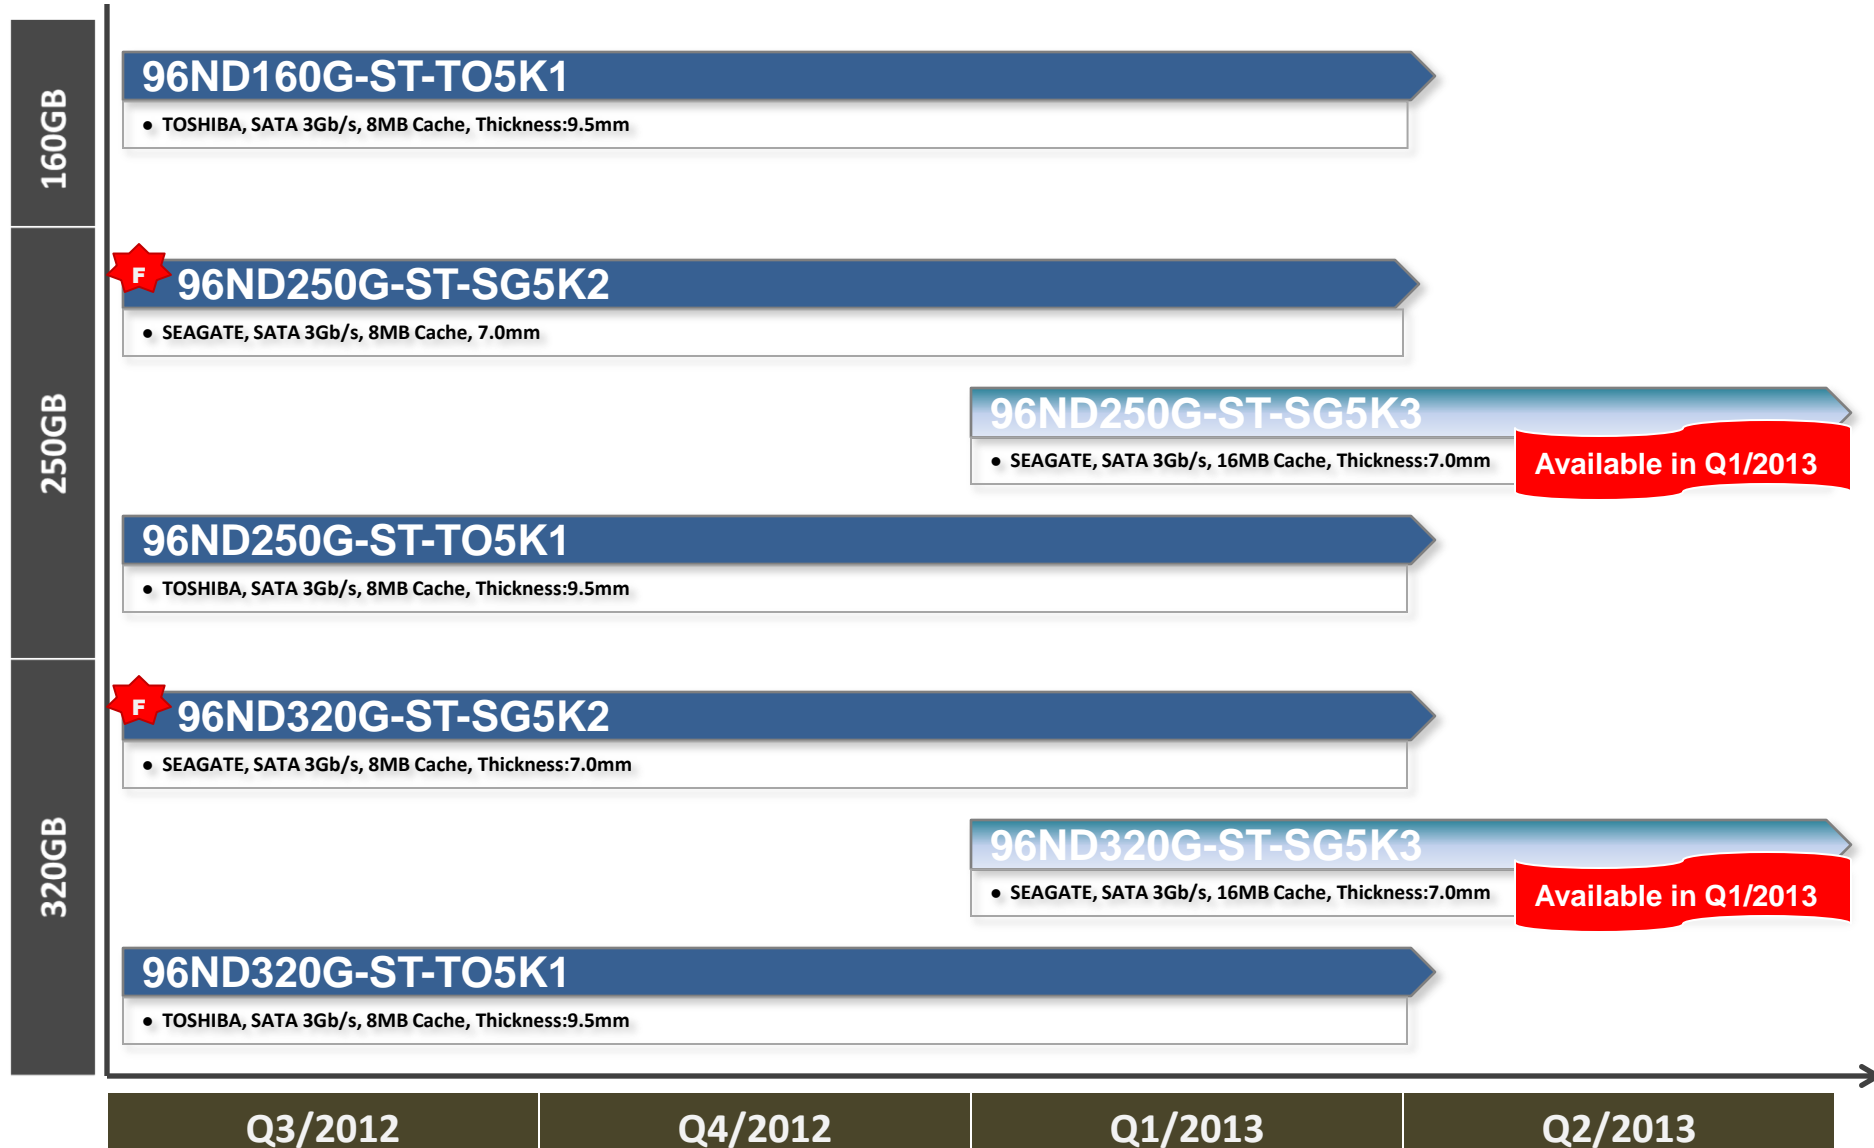 160GB
96ND160G-ST-TO5K1
● TOSHIBA, SATA 3Gb/s, 8MB Cache, Thickness:9.5mm
250GB
F
96ND250G-ST-SG5K2
● SEAGATE, SATA 3Gb/s, 8MB Cache, 7.0mm
96ND250G-ST-SG5K3
● SEAGATE, SATA 3Gb/s, 16MB Cache, Thickness:7.0mm
Available in Q1/2013
96ND250G-ST-TO5K1
● TOSHIBA, SATA 3Gb/s, 8MB Cache, Thickness:9.5mm
320GB
F
96ND320G-ST-SG5K2
● SEAGATE, SATA 3Gb/s, 8MB Cache, Thickness:7.0mm
96ND320G-ST-SG5K3
● SEAGATE, SATA 3Gb/s, 16MB Cache, Thickness:7.0mm
Available in Q1/2013
96ND320G-ST-TO5K1
● TOSHIBA, SATA 3Gb/s, 8MB Cache, Thickness:9.5mm
Q3/2012 Q4/2012 Q1/2013 Q2/2013